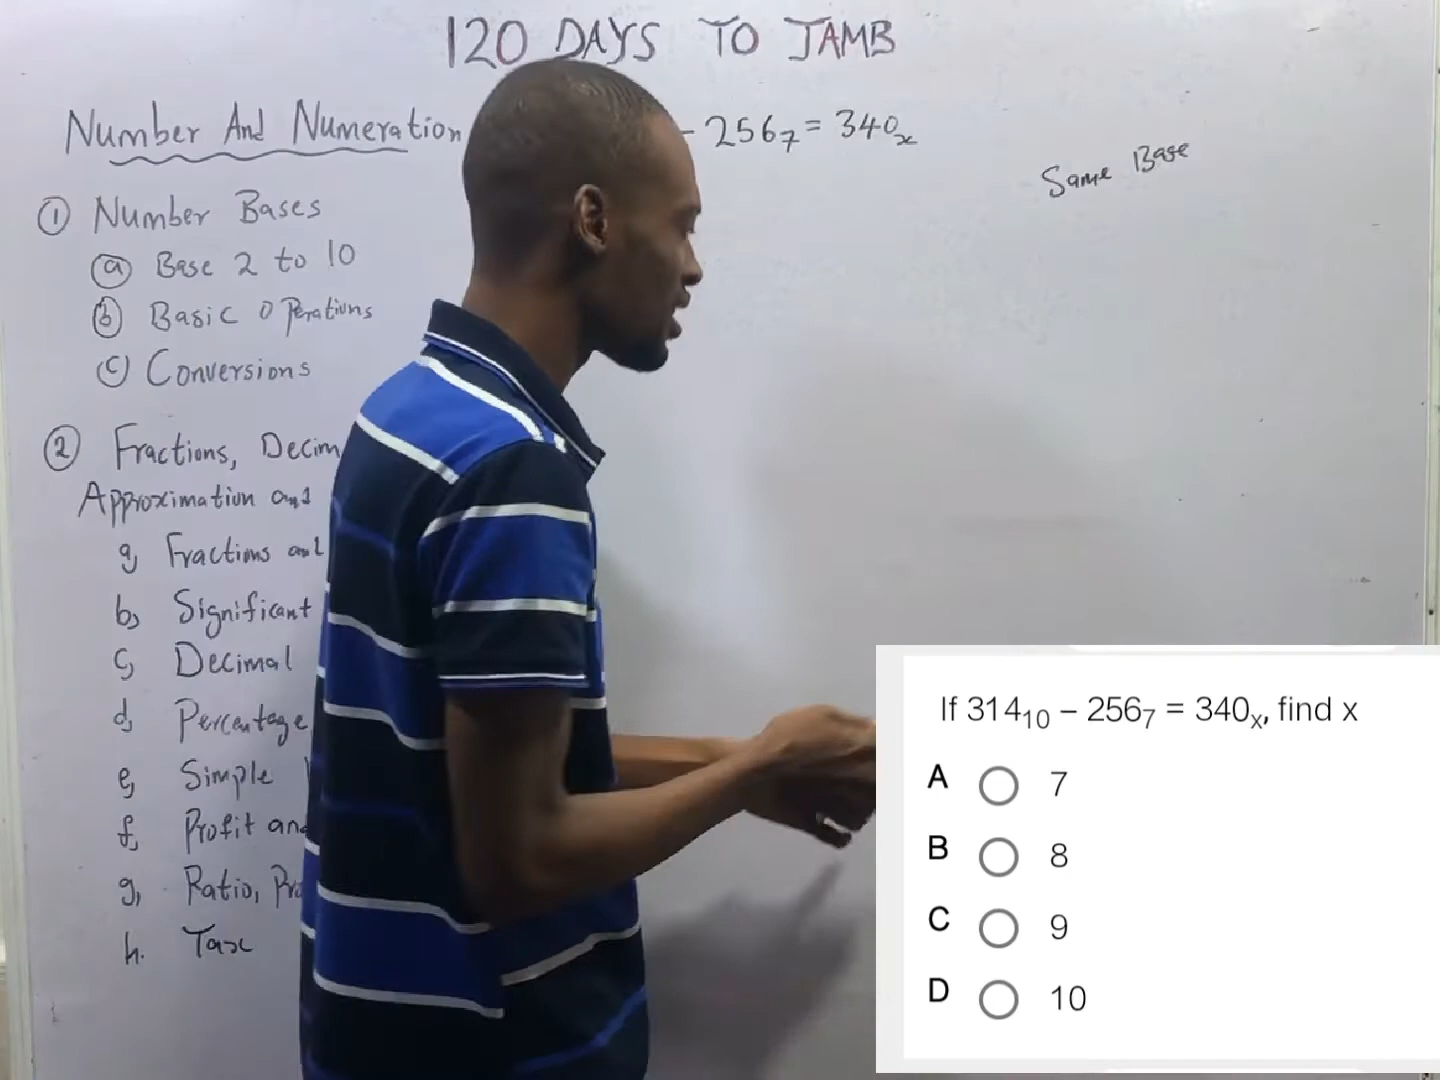 120 DAYS TO JAMB
Number And Numeration
- 256₇ = 340ₓ
Same Base
① Number Bases
ⓐ Base 2 to 10
ⓑ Basic Operations
ⓒ Conversions
② Fractions, Decim
Approximation and
a, Fractions and
b, Significant
c, Decimal
d, Percentage
e, Simple
f, Profit and
g, Ratio, Pro
h. Tax
If 314₁₀ – 256₇ = 340ₓ, find x
A 7
B 8
C 9
D 10